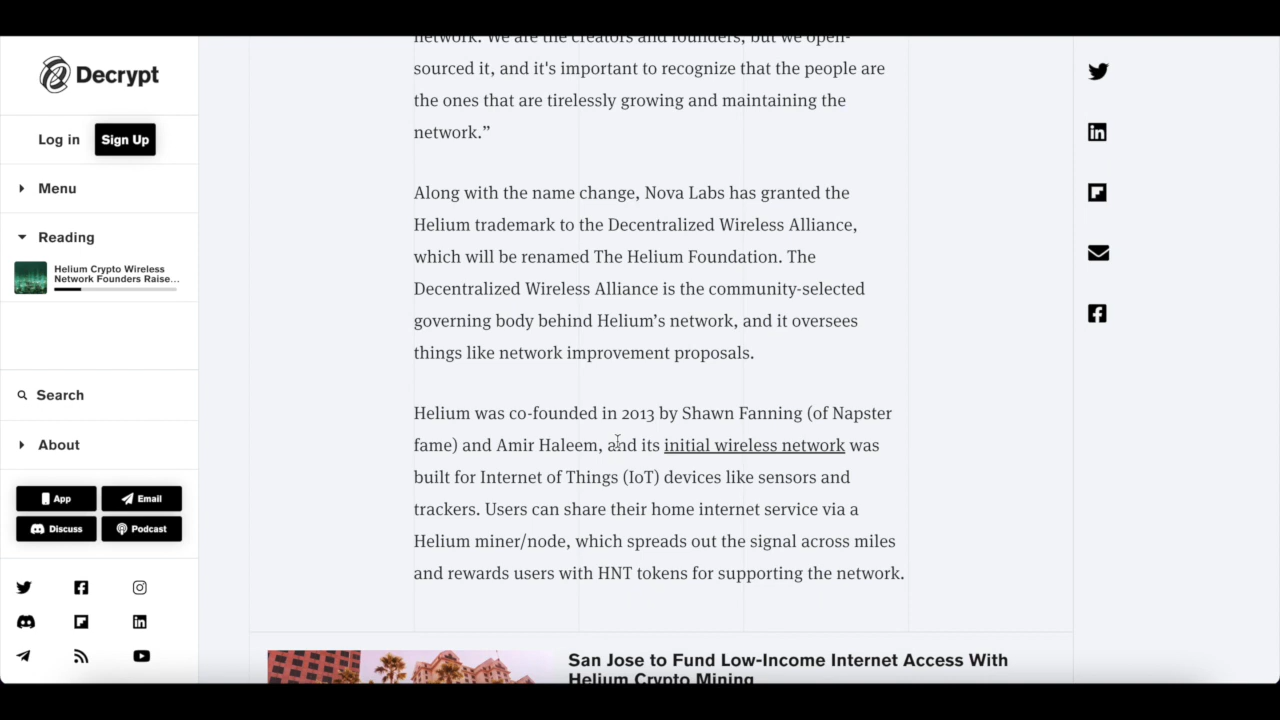 Decrypt
Log in
Sign Up
Menu
Reading
Helium Crypto Wireless
Network Founders Raise...
Search
About
App
Email
Discuss
Podcast
network. We are the creators and founders, but we open-
sourced it, and it's important to recognize that the people are
the ones that are tirelessly growing and maintaining the
network.”
Along with the name change, Nova Labs has granted the
Helium trademark to the Decentralized Wireless Alliance,
which will be renamed The Helium Foundation. The
Decentralized Wireless Alliance is the community-selected
governing body behind Helium’s network, and it oversees
things like network improvement proposals.
Helium was co-founded in 2013 by Shawn Fanning (of Napster
fame) and Amir Haleem, and its initial wireless network was
built for Internet of Things (IoT) devices like sensors and
trackers. Users can share their home internet service via a
Helium miner/node, which spreads out the signal across miles
and rewards users with HNT tokens for supporting the network.
San Jose to Fund Low-Income Internet Access With
Helium Crypto Mining